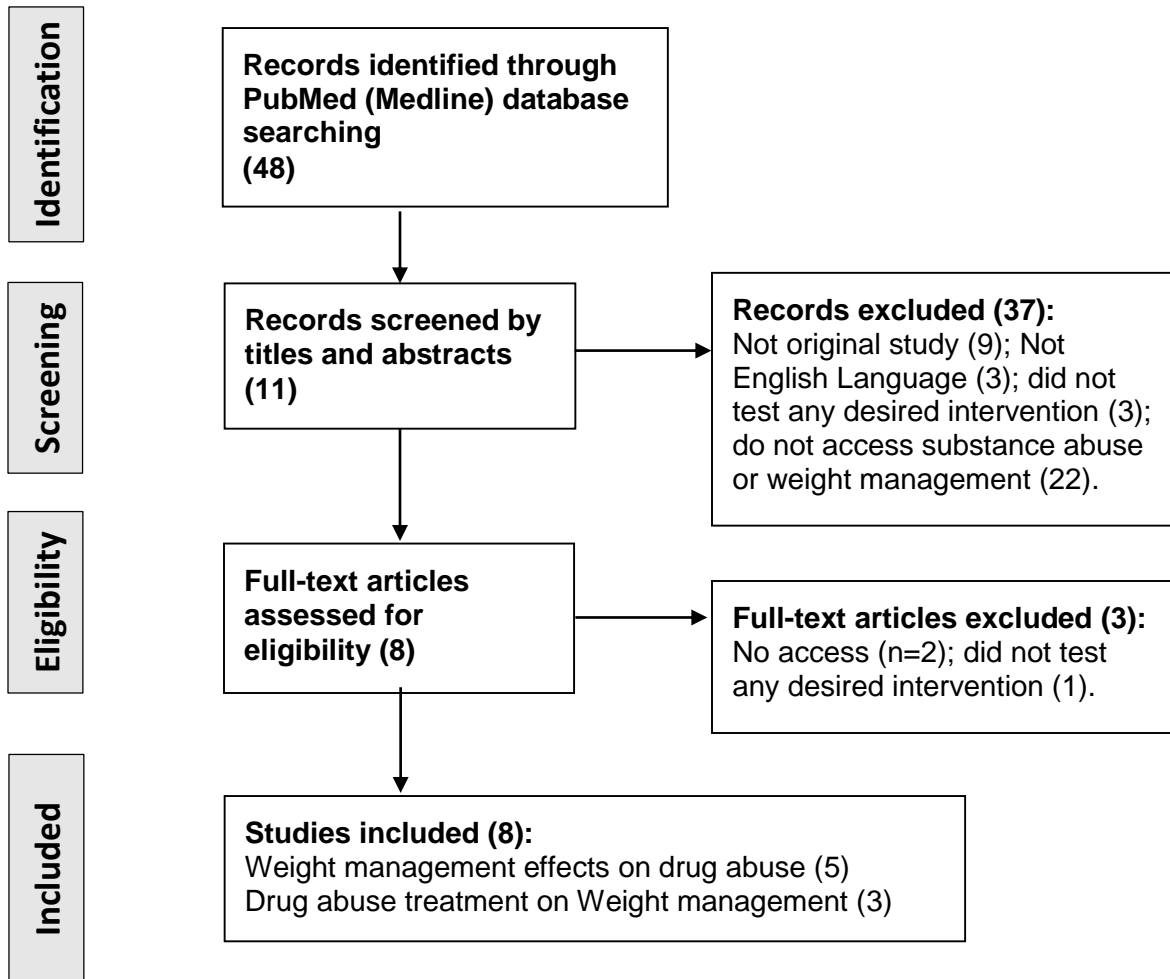 Identification
Records identified through
PubMed (Medline) database
searching
(48)
Screening
Records screened by
titles and abstracts
(11)
Records excluded (37):
Not original study (9); Not
English Language (3); did not
test any desired intervention (3);
do not access substance abuse
or weight management (22).
Eligibility
Full-text articles
assessed for
eligibility (8)
Full-text articles excluded (3):
No access (n=2); did not test
any desired intervention (1).
Included
Studies included (8):
Weight management effects on drug abuse (5)
Drug abuse treatment on Weight management (3)